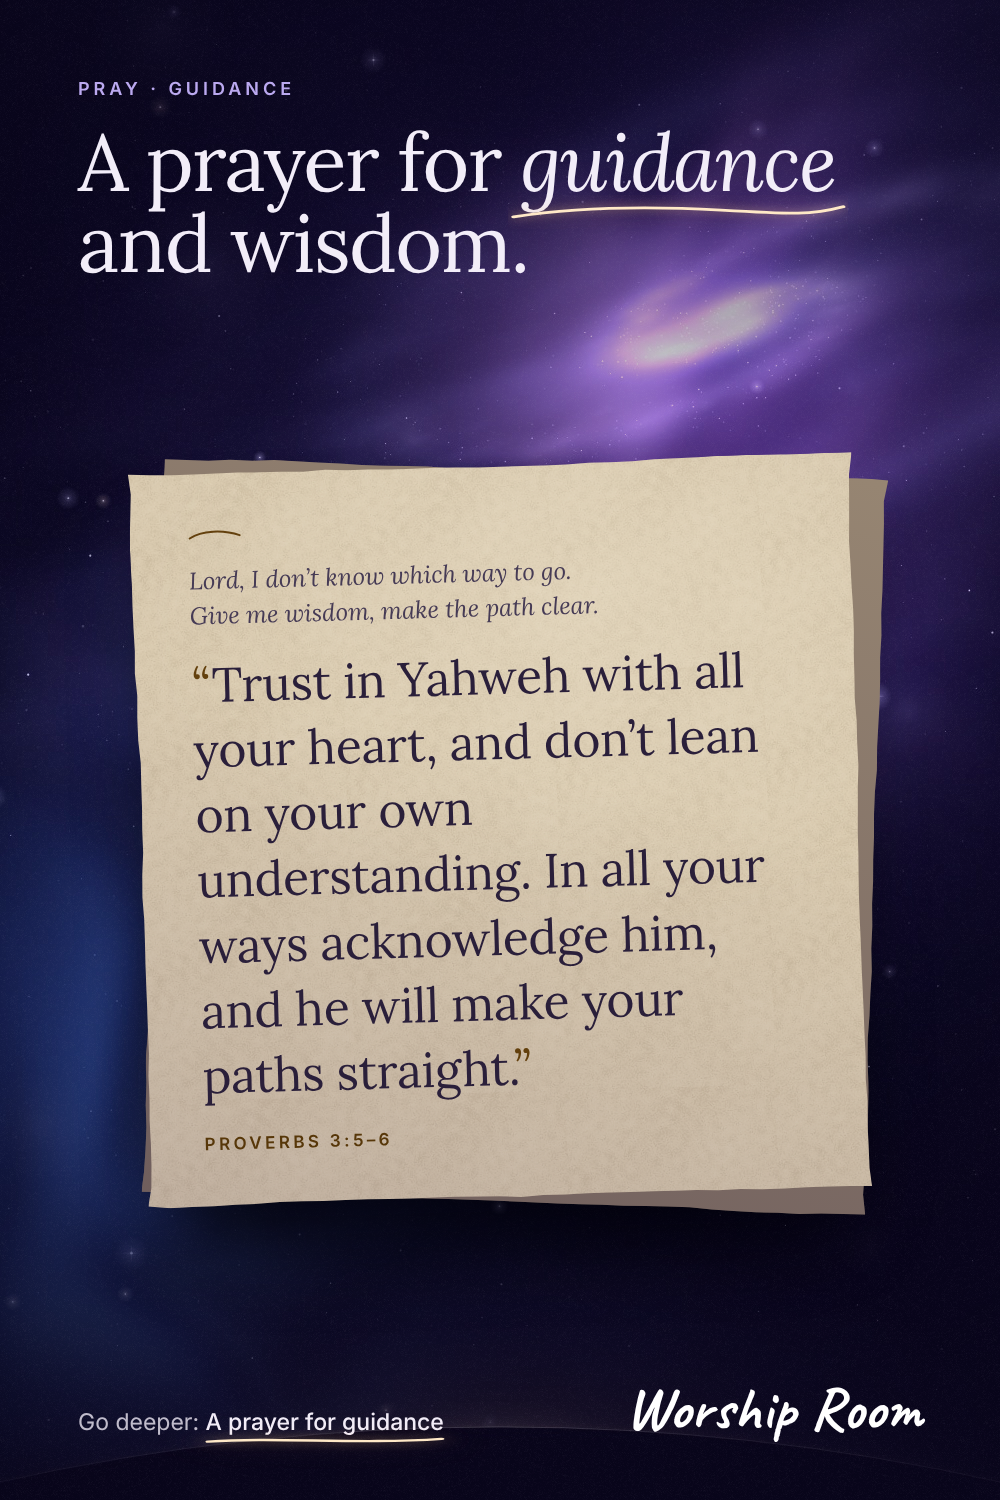 PRAY · GUIDANCE
A prayer for guidance
and wisdom.
Lord, I don’t know which way to go.
Give me wisdom, make the path clear.
“Trust in Yahweh with all
your heart, and don’t lean
on your own
understanding. In all your
ways acknowledge him,
and he will make your
paths straight.”
PROVERBS 3:5–6
Go deeper: A prayer for guidance
Worship Room